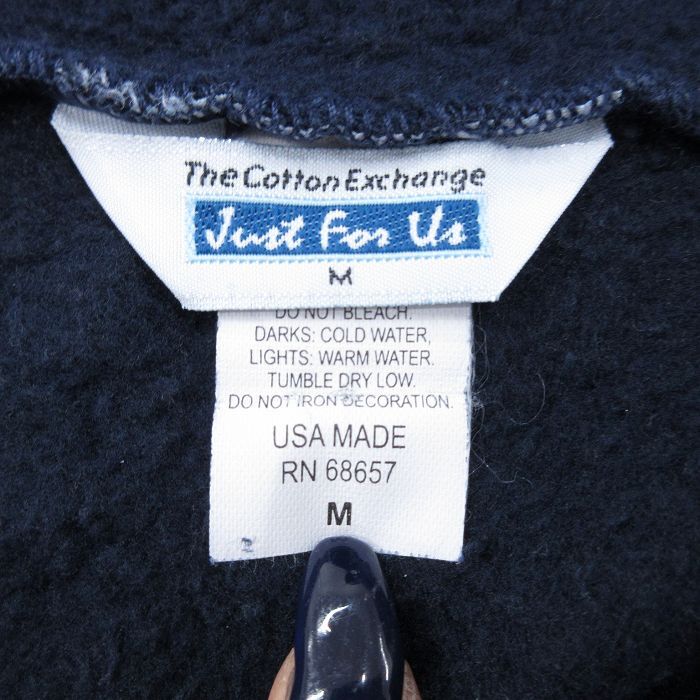 The Cotton Exchange
Just For Us
M
DO NOT BLEACH.
DARKS: COLD WATER,
LIGHTS: WARM WATER.
TUMBLE DRY LOW.
DO NOT IRON DECORATION.
USA MADE
RN 68657
M